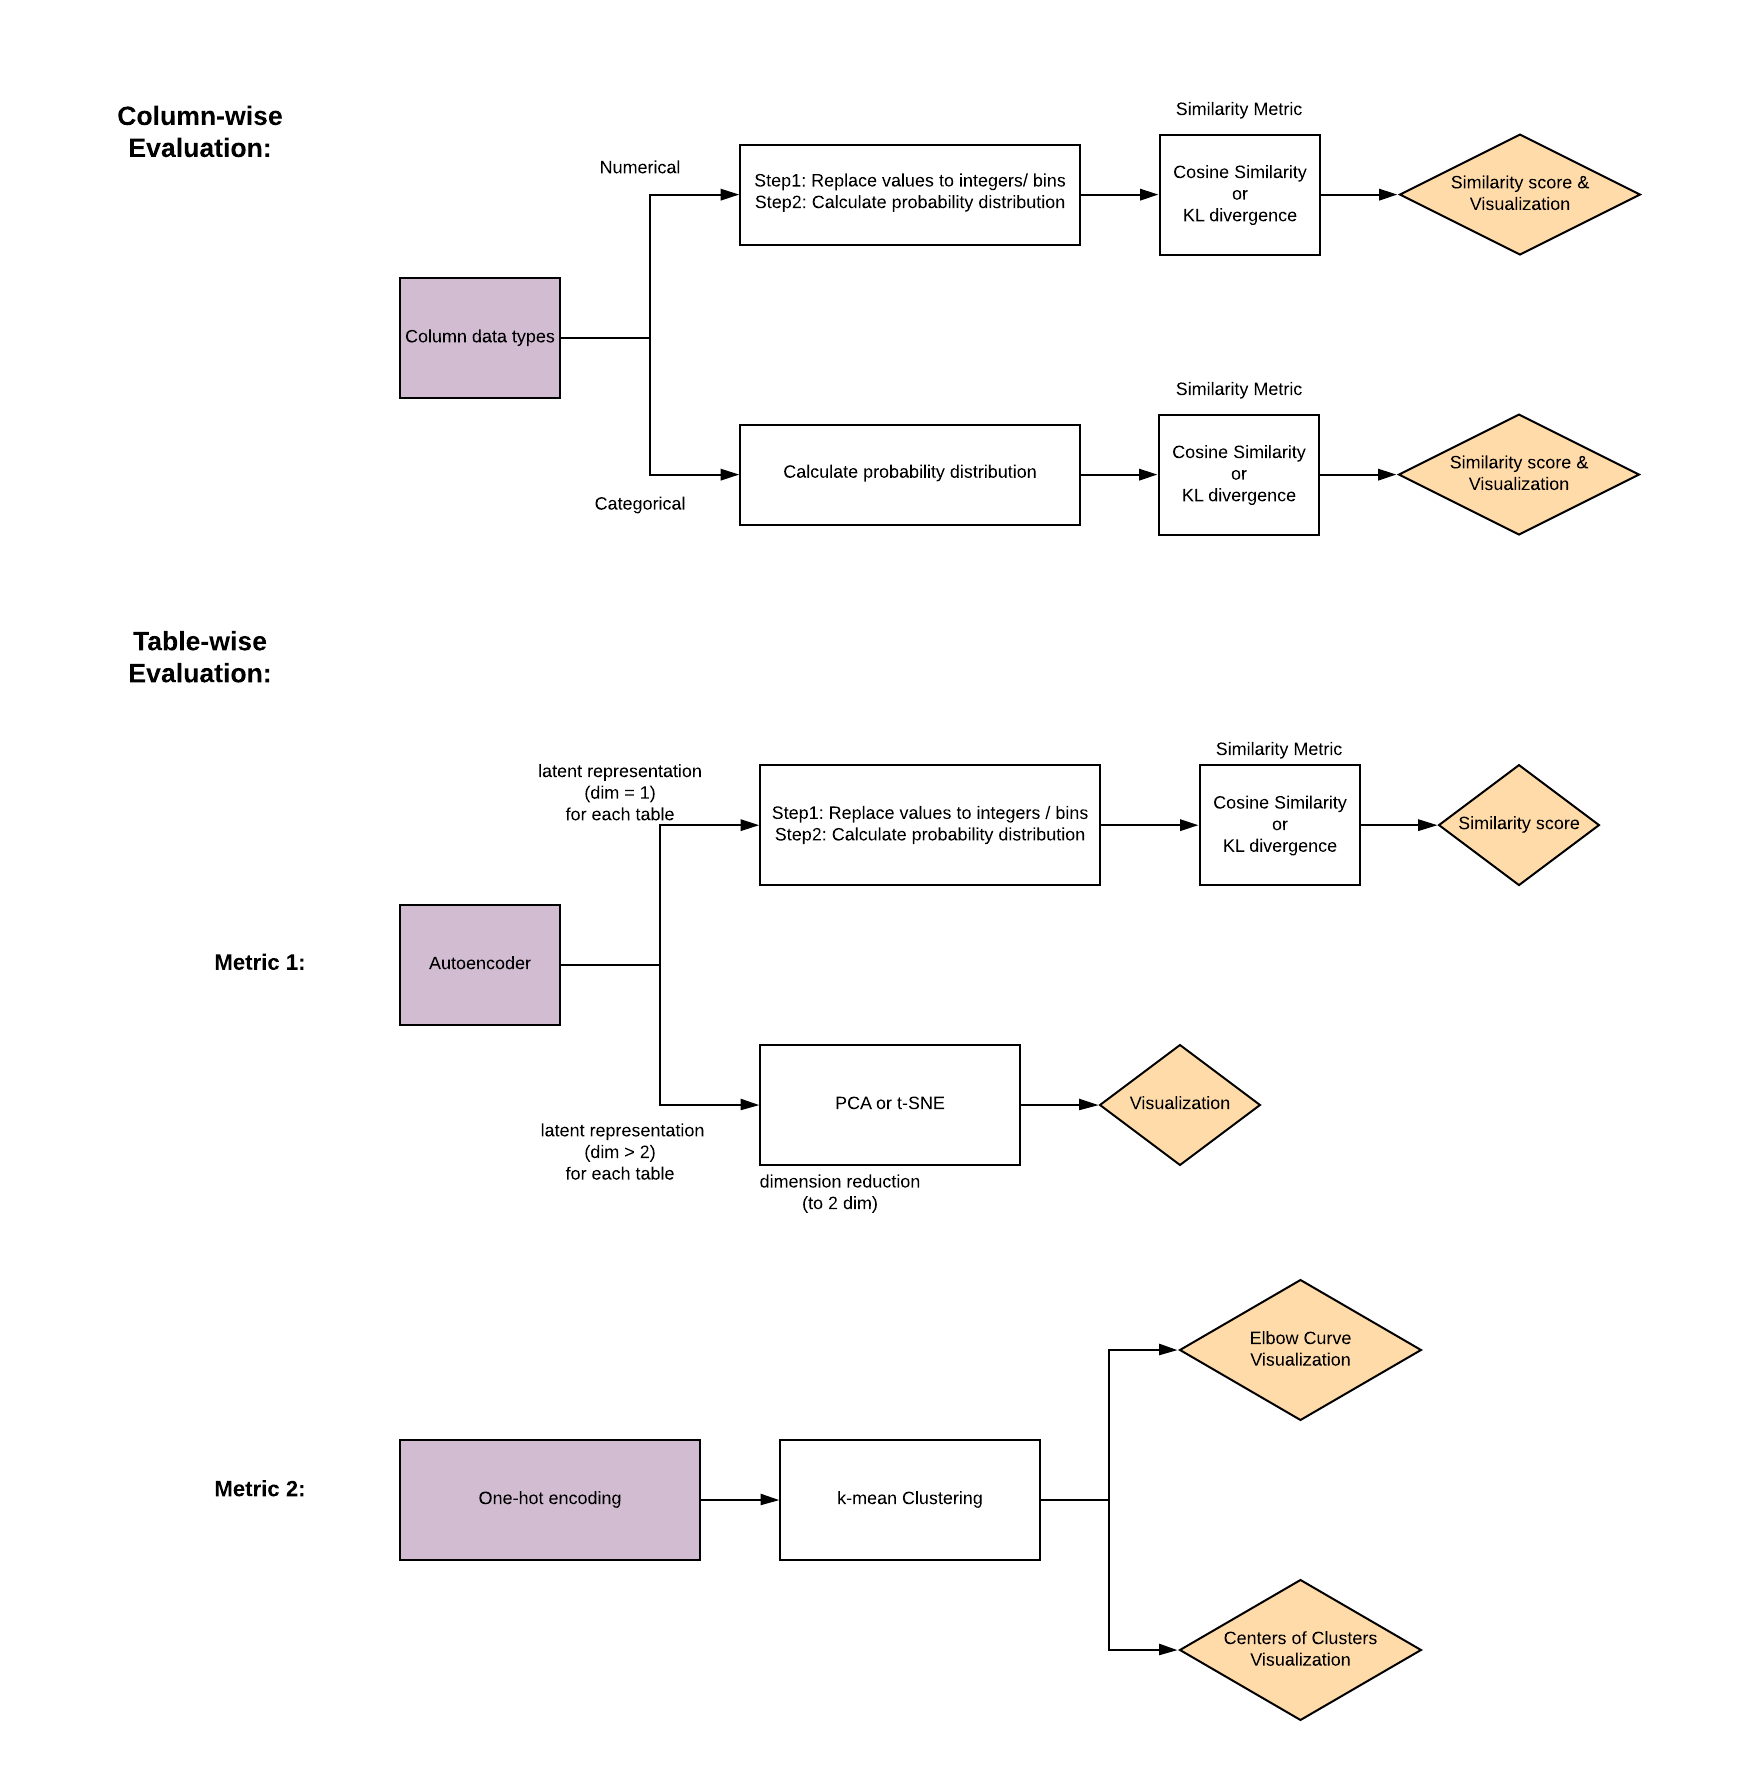 Column-wise
Evaluation:
Numerical
Step1: Replace values to integers/ bins
Step2: Calculate probability distribution
Similarity Metric
Cosine Similarity
or
KL divergence
Similarity score &
Visualization
Column data types
Categorical
Calculate probability distribution
Similarity Metric
Cosine Similarity
or
KL divergence
Similarity score &
Visualization
Table-wise
Evaluation:
Metric 1:
Autoencoder
latent representation
(dim = 1)
for each table
Step1: Replace values to integers / bins
Step2: Calculate probability distribution
Similarity Metric
Cosine Similarity
or
KL divergence
Similarity score
latent representation
(dim > 2)
for each table
PCA or t-SNE
dimension reduction
(to 2 dim)
Visualization
Metric 2:
One-hot encoding
k-mean Clustering
Elbow Curve
Visualization
Centers of Clusters
Visualization